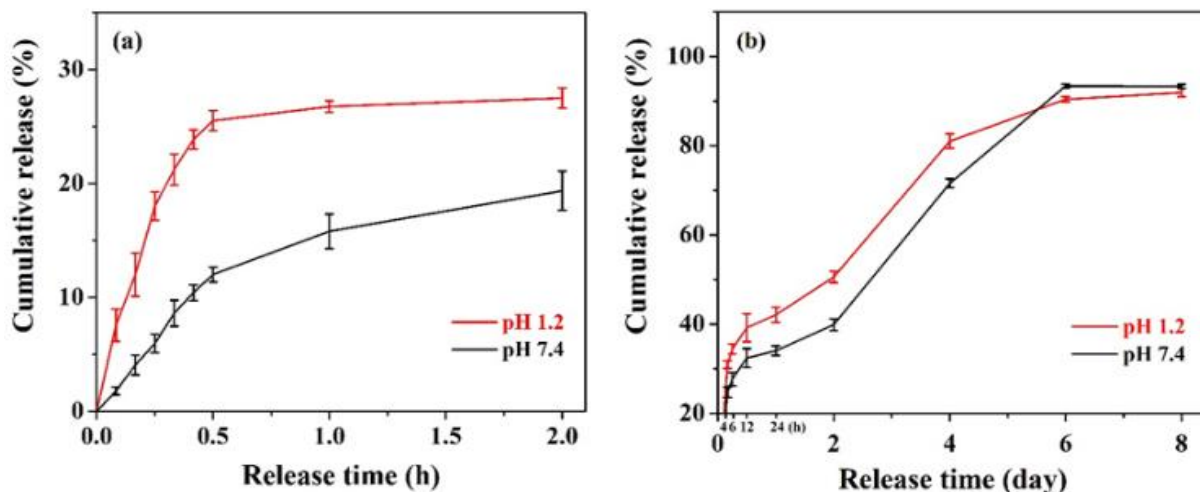 (a)
Cumulative release (%)
30
20
10
0
pH 1.2
pH 7.4
0.0 0.5 1.0 1.5 2.0
Release time (h)
(b)
Cumulative release (%)
100
80
60
40
20
pH 1.2
pH 7.4
0 4 6 12 24 (h) 2 4 6 8
Release time (day)